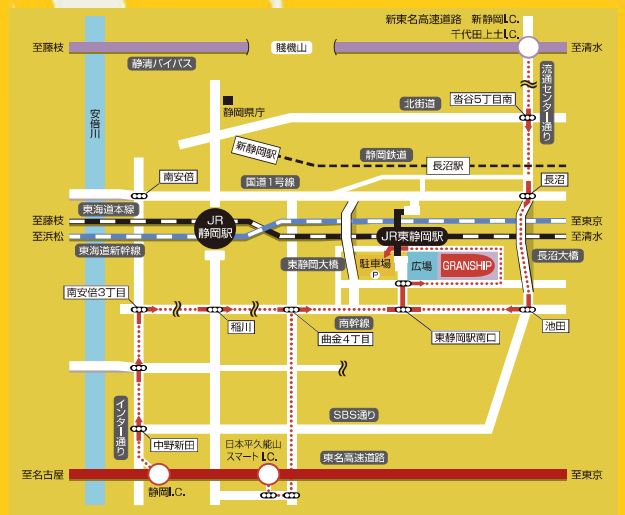 新東名高速道路 新静岡I.C.
千代田上土I.C.
至藤枝
賤機山
至清水
静清バイパス
流通センター通り
安倍川
静岡県庁
北街道
沓谷5丁目南
新静岡駅
静岡鉄道
長沼駅
南安倍
国道1号線
長沼
東海道本線
至藤枝
JR
静岡駅
至東京
至浜松
JR東静岡駅
至清水
東海道新幹線
東静岡大橋
駐車場
P
広場
GRANSHIP
長沼大橋
南安倍3丁目
稲川
南幹線
曲金4丁目
東静岡駅南口
池田
インター通り
SBS通り
中野新田
日本平久能山
スマートI.C.
東名高速道路
至名古屋
至東京
静岡I.C.